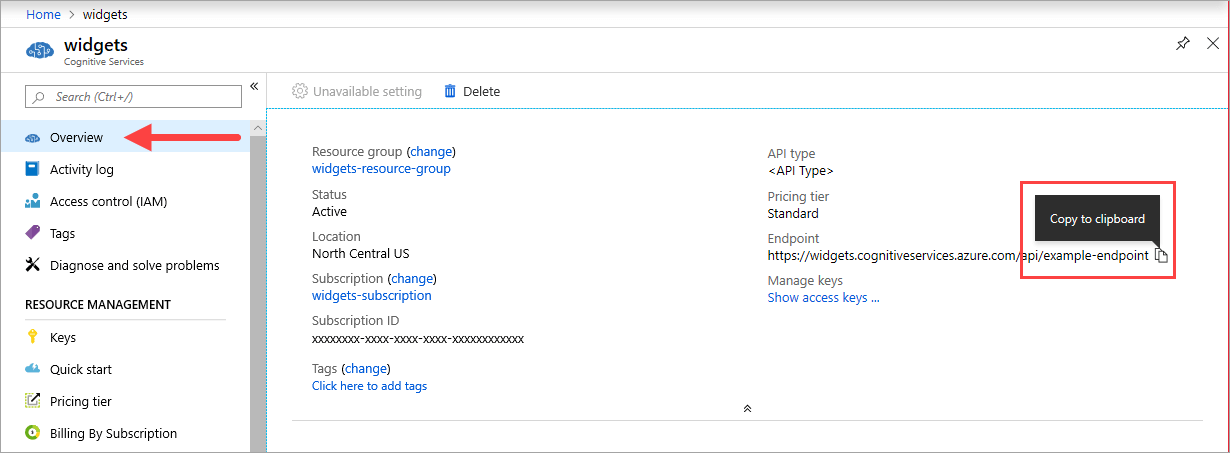 Home > widgets
widgets
Cognitive Services
Search (Ctrl+/)
«
Overview
Activity log
Access control (IAM)
Tags
Diagnose and solve problems
RESOURCE MANAGEMENT
Keys
Quick start
Pricing tier
Billing By Subscription
Unavailable setting
Delete
Resource group (change)
widgets-resource-group
Status
Active
Location
North Central US
Subscription (change)
widgets-subscription
Subscription ID
xxxxxxxx-xxxx-xxxx-xxxx-xxxxxxxxxxxx
Tags (change)
Click here to add tags
API type
<API Type>
Pricing tier
Standard
Copy to clipboard
Endpoint
https://widgets.cognitiveservices.azure.com/api/example-endpoint
Manage keys
Show access keys ...